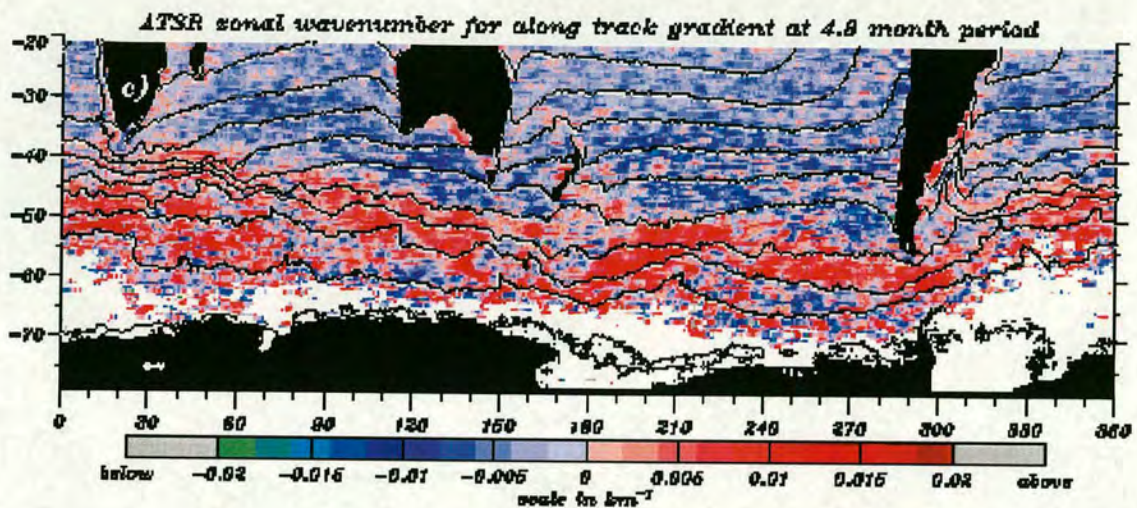 ATSR zonal wavenumber for along track gradient at 4.8 month period
-20
c)
-30
-40
-50
-60
-70
0 30 60 90 120 150 180 210 240 270 300 330 360
below -0.02 -0.015 -0.01 -0.005 0 0.005 0.01 0.015 0.02 above
scale in km⁻¹